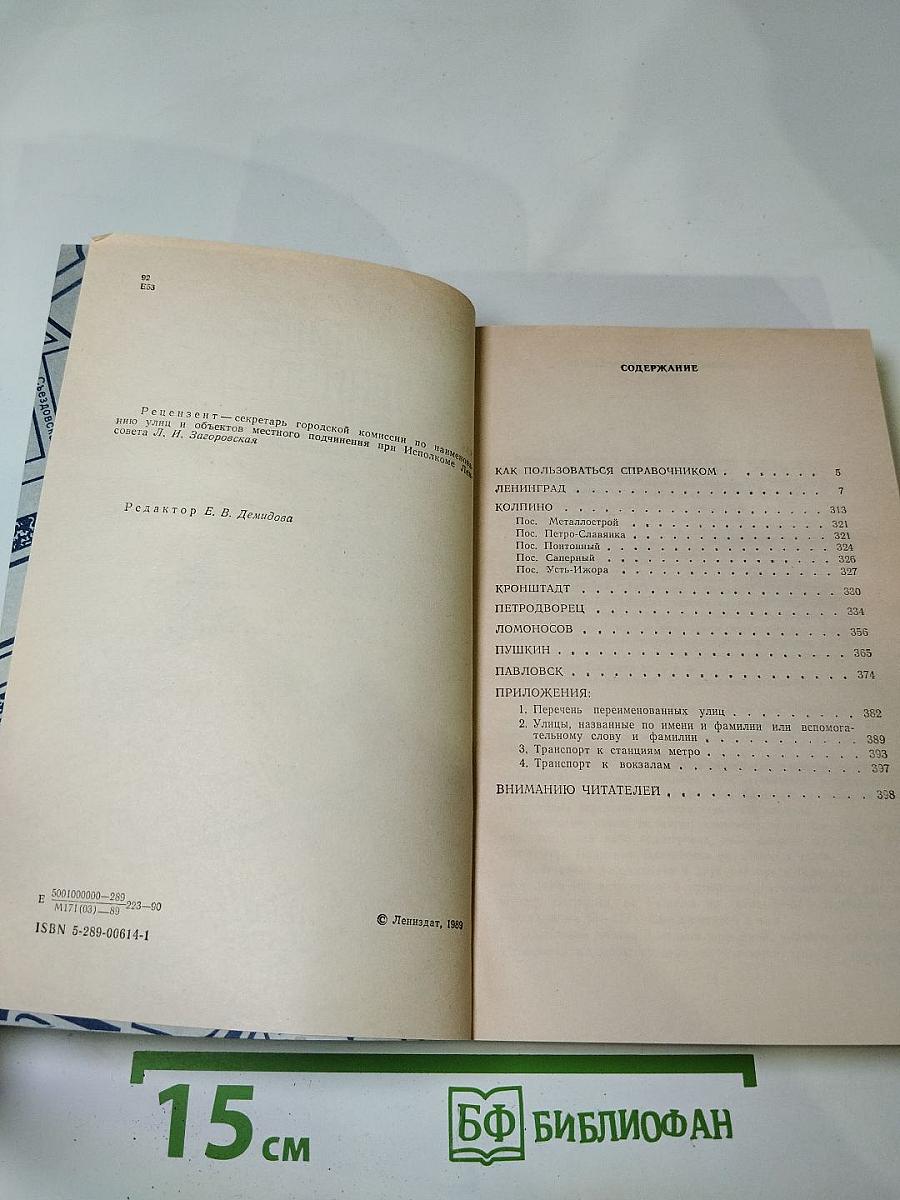 92
Е53
Съездовск
Рецензент — секретарь городской комиссии по наименова-
нию улиц и объектов местного подчинения при Исполкоме Лен-
совета Л. И. Загоровская
Редактор Е. В. Демидова
Е 5001000000—289
М171(03)—89 223—90
ISBN 5-289-00614-1
© Лениздат, 1989
СОДЕРЖАНИЕ
КАК ПОЛЬЗОВАТЬСЯ СПРАВОЧНИКОМ . . . . . . . 5
ЛЕНИНГРАД . . . . . . . . . . . . . . . . . 7
КОЛПИНО . . . . . . . . . . . . . . . . . 313
Пос. Металлострой . . . . . . . . . . . . . 321
Пос. Петро-Славянка . . . . . . . . . . . . . 321
Пос. Понтонный . . . . . . . . . . . . . . 324
Пос. Саперный . . . . . . . . . . . . . . 326
Пос. Усть-Ижора . . . . . . . . . . . . . . 327
КРОНШТАДТ . . . . . . . . . . . . . . . . 330
ПЕТРОДВОРЕЦ . . . . . . . . . . . . . . . 334
ЛОМОНОСОВ . . . . . . . . . . . . . . . . 356
ПУШКИН . . . . . . . . . . . . . . . . . 365
ПАВЛОВСК . . . . . . . . . . . . . . . . . 374
ПРИЛОЖЕНИЯ:
1. Перечень переименованных улиц . . . . . . . . 382
2. Улицы, названные по имени и фамилии или вспомога-
тельному слову и фамилии . . . . . . . . . . 389
3. Транспорт к станциям метро . . . . . . . . . . 393
4. Транспорт к вокзалам . . . . . . . . . . . . 397
ВНИМАНИЮ ЧИТАТЕЛЕЙ . . . . . . . . . . . . 398
15 см
БФ БИБЛИОФАН